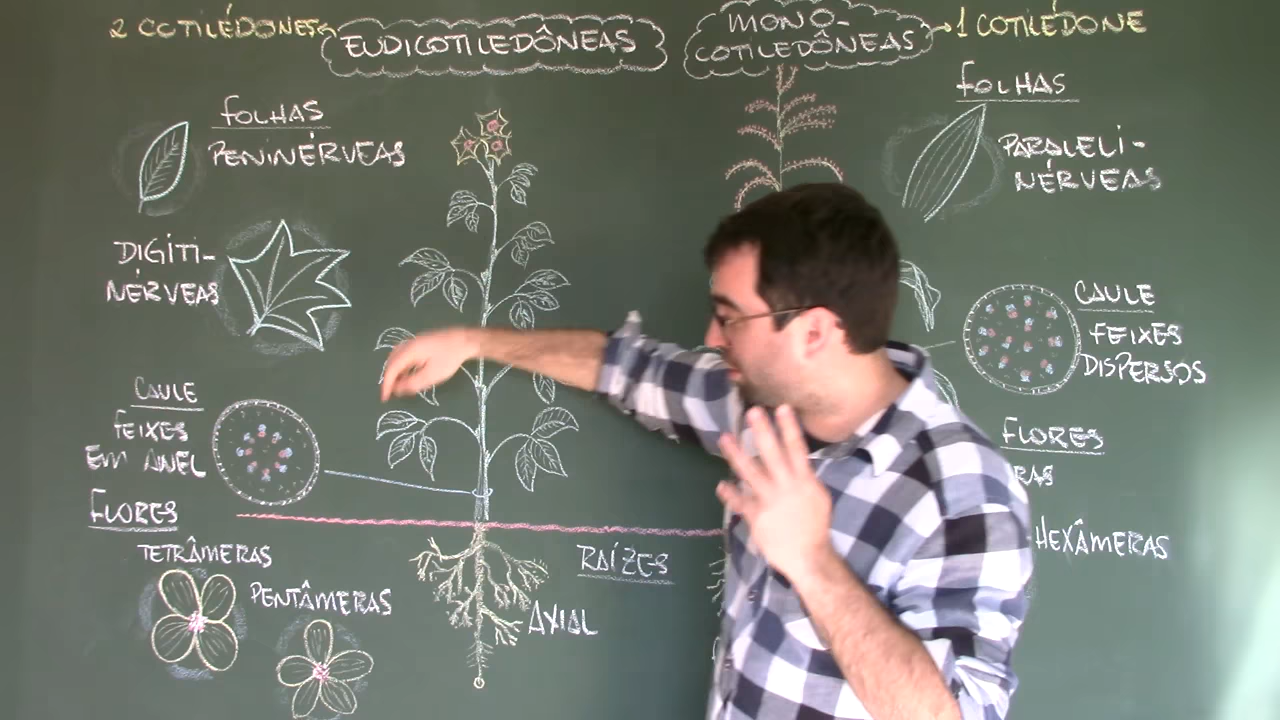 2 COTILÉDONES
EUDICOTILEDÔNEAS
FOLHAS
PENINÉRVEAS
DIGITI-
NÉRVEAS
CAULE
FEIXES
EM ANEL
FLORES
TETRÂMERAS
PENTÂMERAS
RAÍZES
AXIAL
MONO-
COTILEDÔNEAS
1 COTILÉDONE
FOLHAS
PARALELI-
NÉRVEAS
CAULE
FEIXES
DISPERSOS
FLORES
RAS
HEXÂMERAS